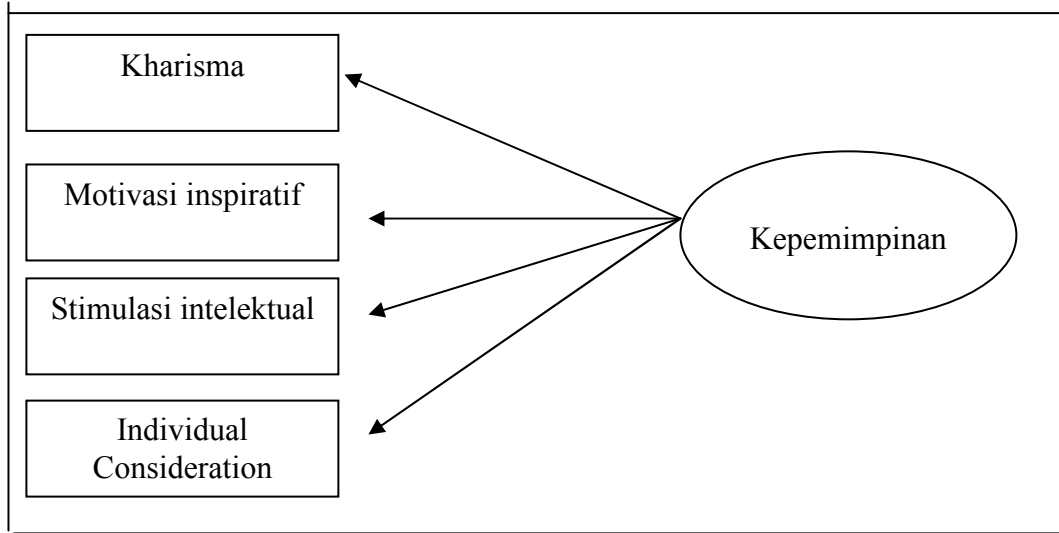 Kharisma
Motivasi inspiratif
Stimulasi intelektual
Individual
Consideration
Kepemimpinan